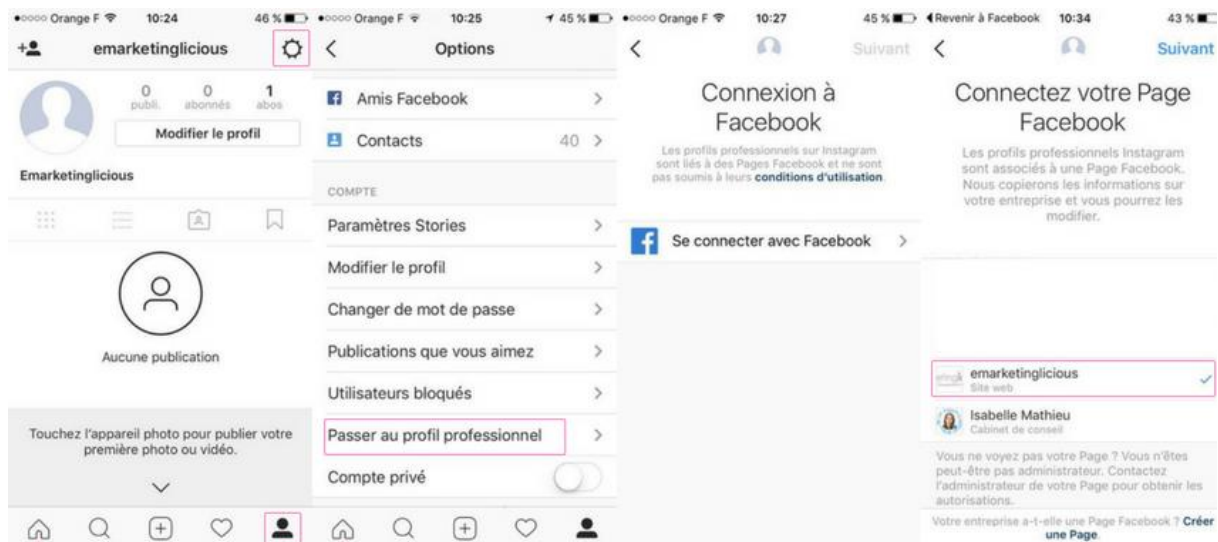 Orange F 10:24 46 %
emarketinglicious
0 0 1
publi. abonnés abos
Modifier le profil
Emarketinglicious
Aucune publication
Touchez l'appareil photo pour publier votre
première photo ou vidéo.
Orange F 10:25 45 %
Options
Amis Facebook
Contacts 40
COMPTE
Paramètres Stories
Modifier le profil
Changer de mot de passe
Publications que vous aimez
Utilisateurs bloqués
Passer au profil professionnel
Compte privé
Orange F 10:27 45 %
Suivant
Connexion à
Facebook
Les profils professionnels sur Instagram
sont liés à des Pages Facebook et ne sont
pas soumis à leurs conditions d'utilisation.
Se connecter avec Facebook
Revenir à Facebook 10:34 43 %
Suivant
Connectez votre Page
Facebook
Les profils professionnels Instagram
sont associés à une Page Facebook.
Nous copierons les informations sur
votre entreprise et vous pourrez les
modifier.
emarketinglicious
Site web
Isabelle Mathieu
Cabinet de conseil
Vous ne voyez pas votre Page ? Vous n'êtes
peut-être pas administrateur. Contactez
l'administrateur de votre Page pour obtenir les
autorisations.
Votre entreprise a-t-elle une Page Facebook ? Créer
une Page.